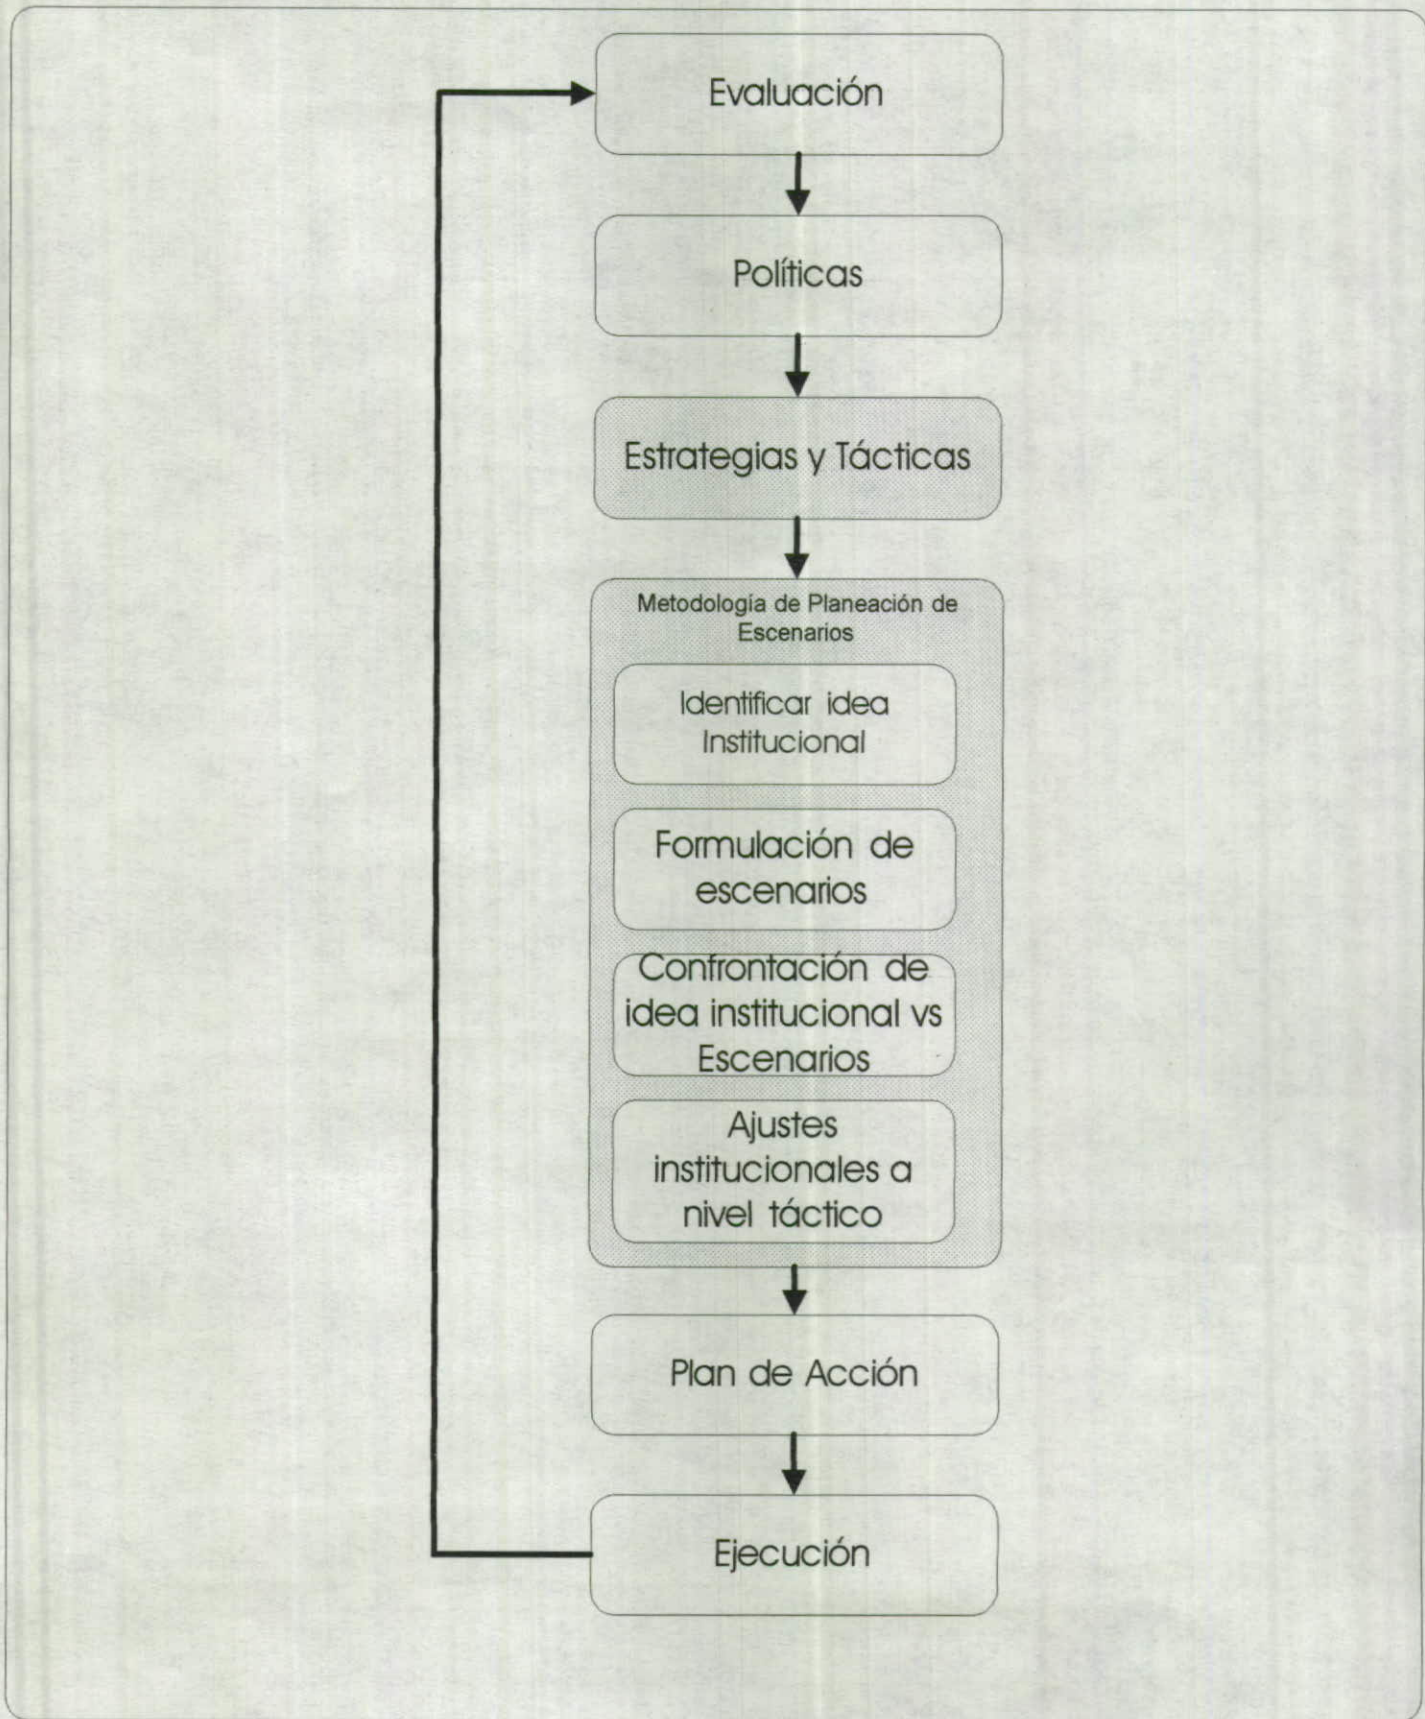 Evaluación
Políticas
Estrategias y Tácticas
Metodología de Planeación de
Escenarios
Identificar idea
Institucional
Formulación de
escenarios
Confrontación de
idea institucional vs
Escenarios
Ajustes
institucionales a
nivel táctico
Plan de Acción
Ejecución